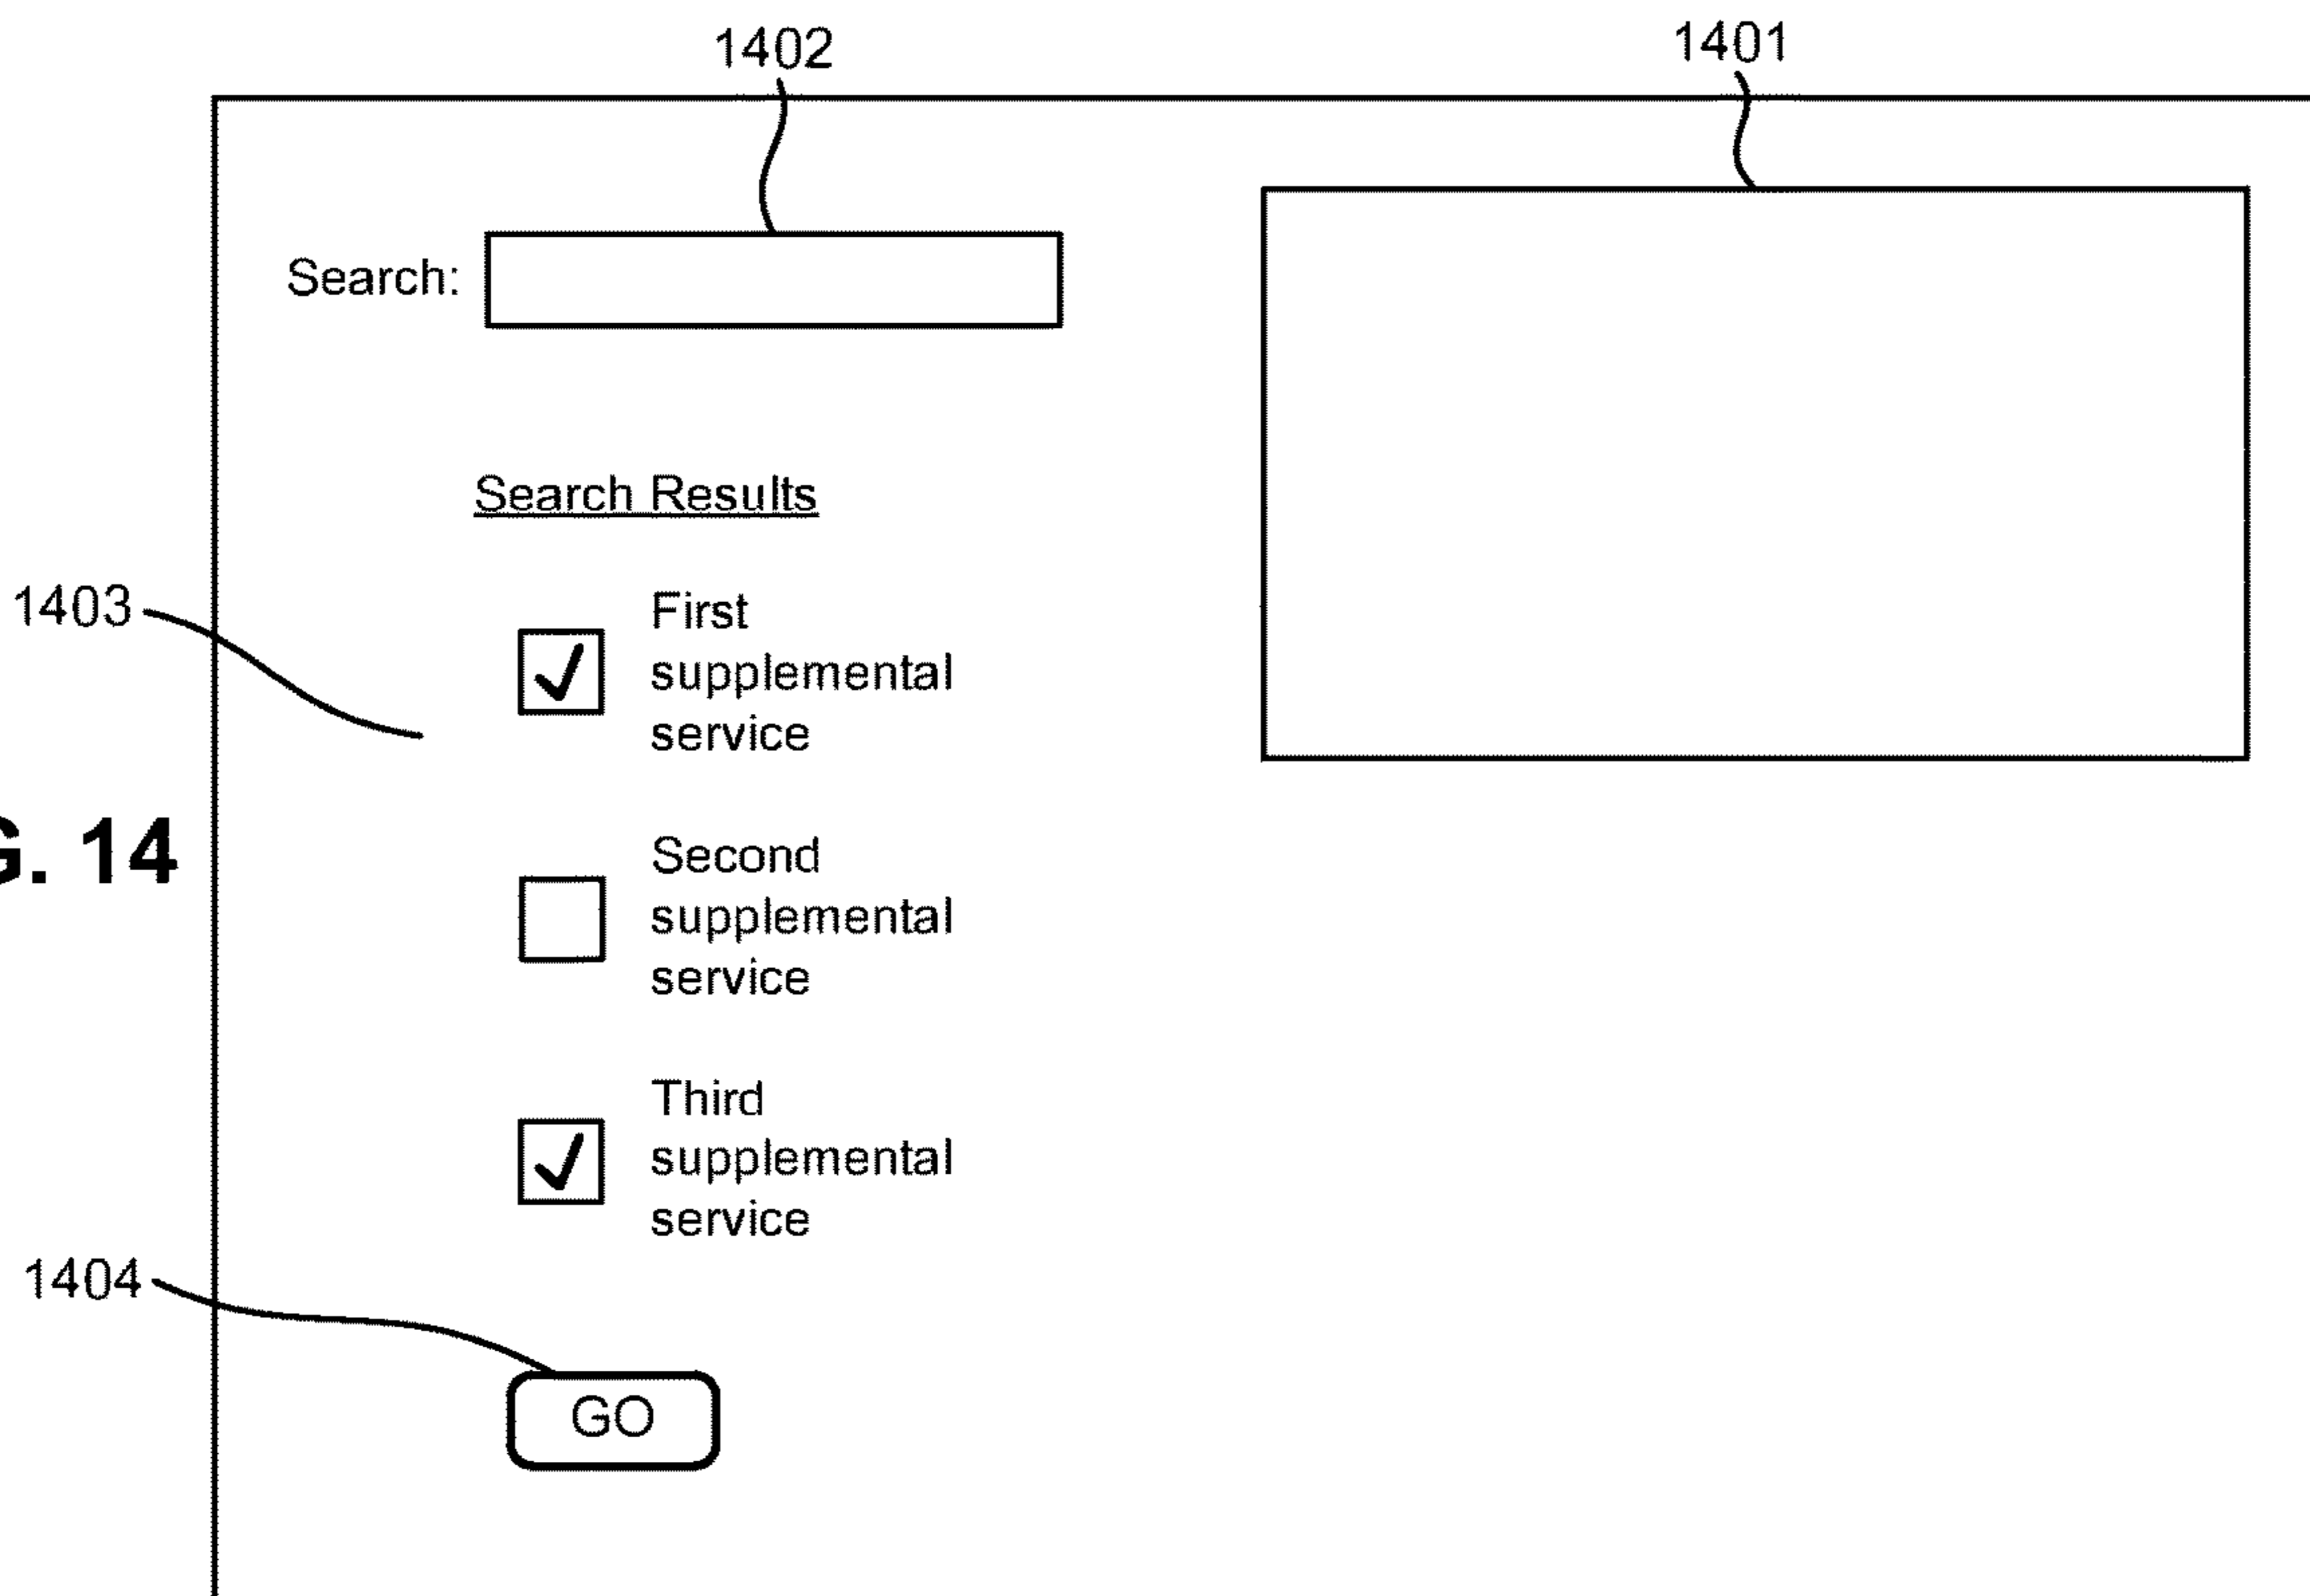 1402
1401
Search:
Search Results
1403
First
supplemental
service
G. 14
Second
supplemental
service
Third
supplemental
service
1404
GO